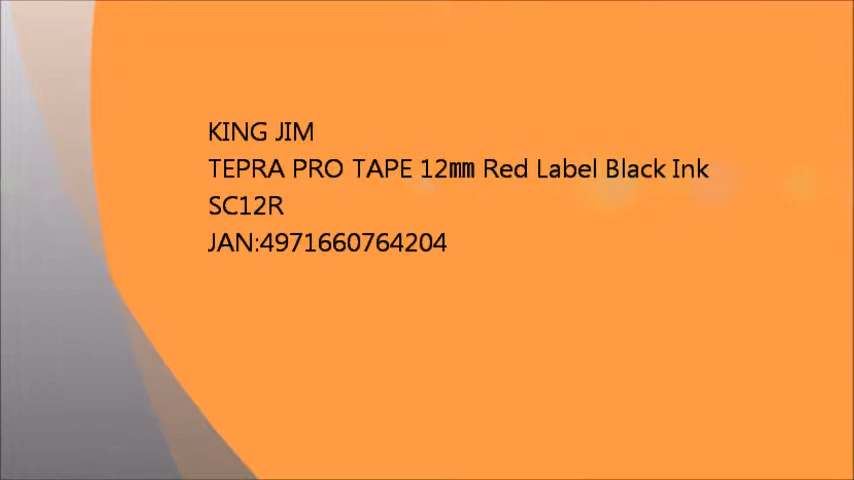 KING JIM
TEPRA PRO TAPE 12㎜ Red Label Black Ink
SC12R
JAN:4971660764204